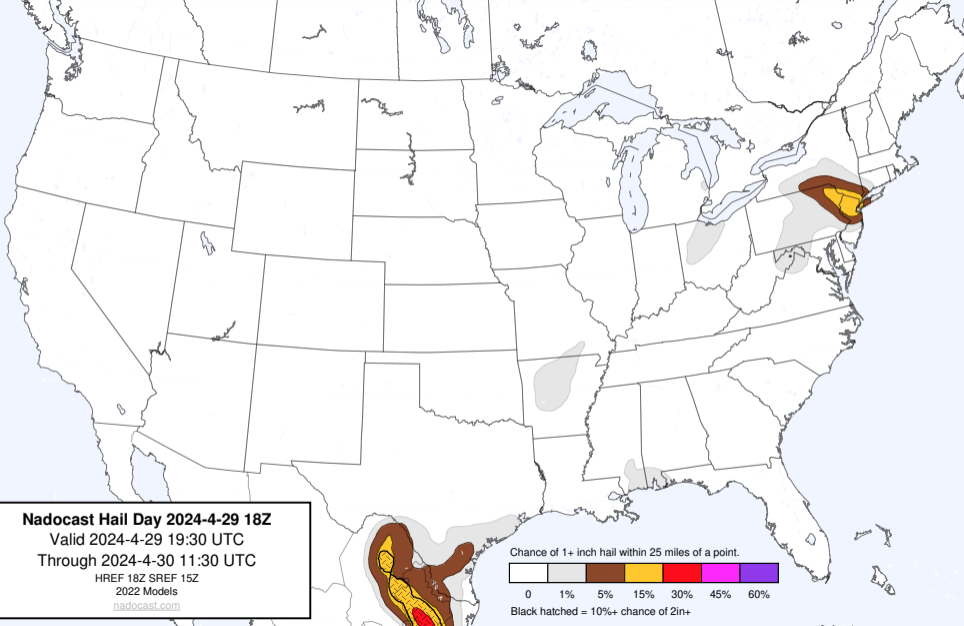 Nadocast Hail Day 2024-4-29 18Z
Valid 2024-4-29 19:30 UTC
Through 2024-4-30 11:30 UTC
HREF 18Z SREF 15Z
2022 Models
nadocast.com
Chance of 1+ inch hail within 25 miles of a point.
0 1% 5% 15% 30% 45% 60%
Black hatched = 10%+ chance of 2in+